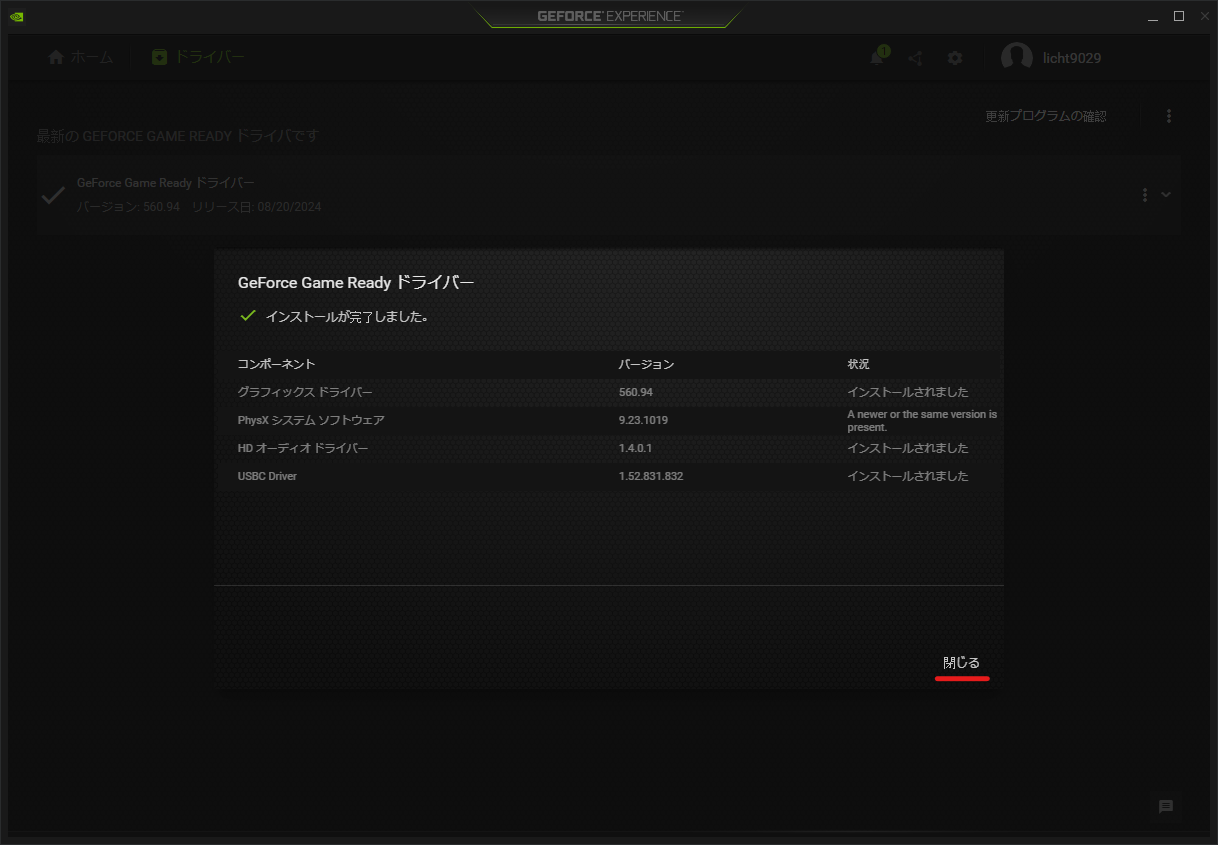 GEFORCE® EXPERIENCE™
ホーム
ドライバー
1
licht9029
更新プログラムの確認
最新の GEFORCE GAME READY ドライバです
GeForce Game Ready ドライバー
バージョン: 560.94 リリース日: 08/20/2024
GeForce Game Ready ドライバー
インストールが完了しました。
コンポーネント バージョン 状況
グラフィックス ドライバー 560.94 インストールされました
PhysX システム ソフトウェア 9.23.1019 A newer or the same version is
present.
HD オーディオ ドライバー 1.4.0.1 インストールされました
USBC Driver 1.52.831.832 インストールされました
閉じる